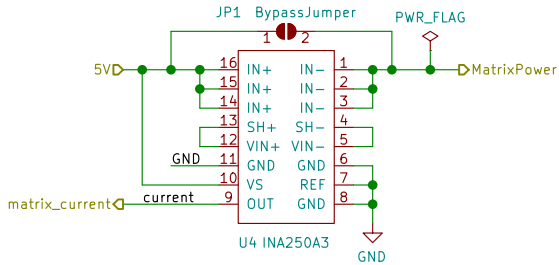 JP1 BypassJumper
1 2
PWR_FLAG
5V
MatrixPower
16 IN+ IN- 1
15 IN+ IN- 2
14 IN+ IN- 3
13 SH+ SH- 4
12 VIN+ VIN- 5
GND 11 GND GND 6
10 VS REF 7
matrix_current current 9 OUT GND 8
U4 INA250A3
GND